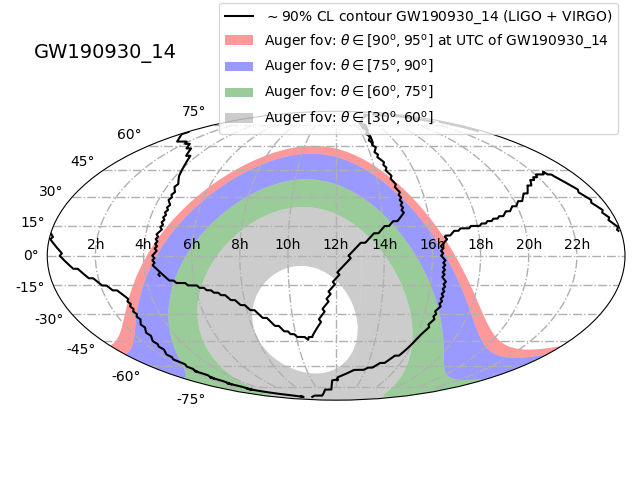 ∼ 90% CL contour GW190930_14 (LIGO + VIRGO)
Auger fov: θ ∈ [90°, 95°] at UTC of GW190930_14
Auger fov: θ ∈ [75°, 90°]
Auger fov: θ ∈ [60°, 75°]
Auger fov: θ ∈ [30°, 60°]
GW190930_14
75°
60°
45°
30°
15°
0°
2h 4h 6h 8h 10h 12h 14h 16h 18h 20h 22h
-15°
-30°
-45°
-60°
-75°